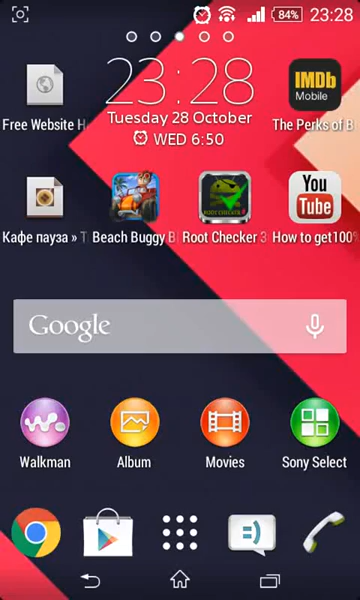 84% 23:28
23:28
Tuesday 28 October
WED 6:50
IMDb
Mobile
Free Website H
The Perks of B
ROOT CHECKER
You
Tube
Кафе пауза » T
Beach Buggy B
Root Checker 3
How to get100%
Google
Walkman
Album
Movies
Sony Select